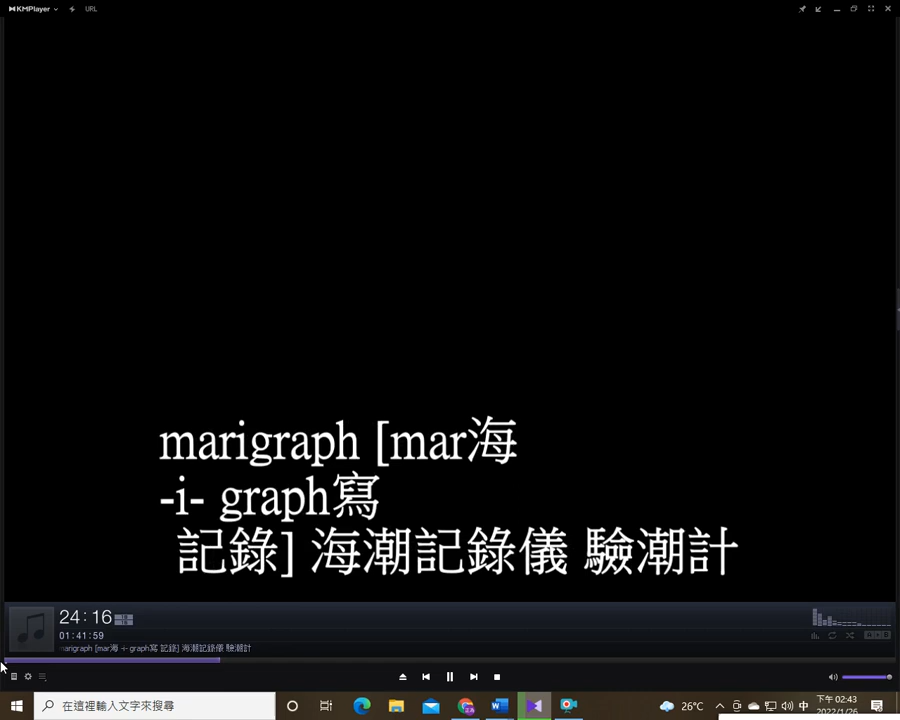 KMPlayer
URL
marigraph [mar海
-i- graph寫
記錄] 海潮記錄儀 驗潮計
24:16
01:41:59
marigraph [mar海 -i- graph寫 記錄] 海潮記錄儀 驗潮計
在這裡輸入文字來搜尋
26°C
中
下午 02:43
2022/1/26